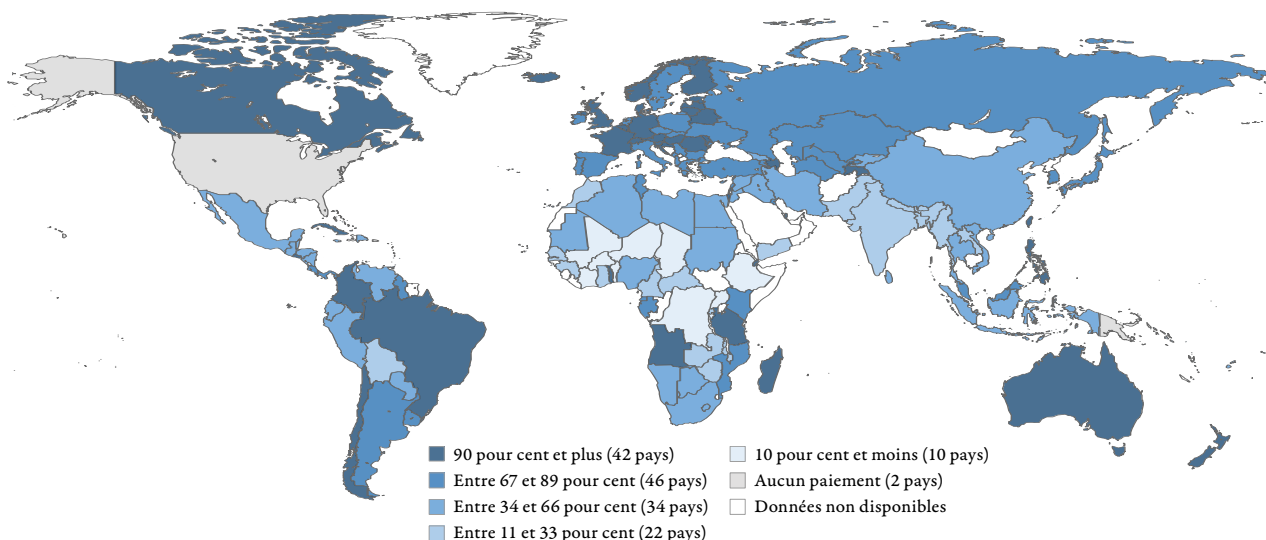 90 pour cent et plus (42 pays)
Entre 67 et 89 pour cent (46 pays)
Entre 34 et 66 pour cent (34 pays)
Entre 11 et 33 pour cent (22 pays)
10 pour cent et moins (10 pays)
Aucun paiement (2 pays)
Données non disponibles